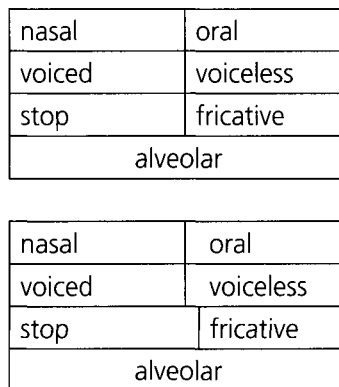 nasal oral
voiced voiceless
stop fricative
alveolar
nasal oral
voiced voiceless
stop fricative
alveolar